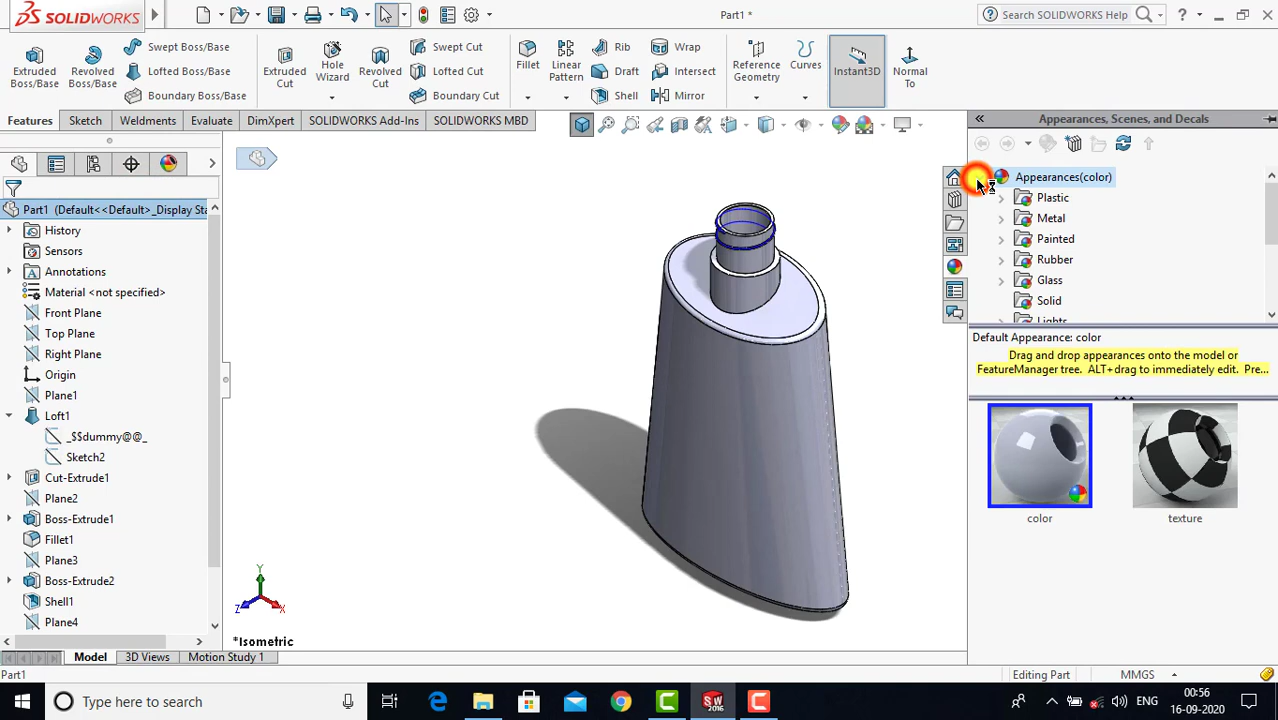 SOLIDWORKS
Part1 *
Search SOLIDWORKS Help
Extruded Boss/Base
Revolved Boss/Base
Swept Boss/Base
Lofted Boss/Base
Boundary Boss/Base
Extruded Cut
Hole Wizard
Revolved Cut
Swept Cut
Lofted Cut
Boundary Cut
Fillet
Linear Pattern
Rib
Draft
Shell
Wrap
Intersect
Mirror
Reference Geometry
Curves
Instant3D
Normal To
Features
Sketch
Weldments
Evaluate
DimXpert
SOLIDWORKS Add-Ins
SOLIDWORKS MBD
Part1 (Default<<Default>_Display Sta
History
Sensors
Annotations
Material <not specified>
Front Plane
Top Plane
Right Plane
Origin
Plane1
Loft1
_$$dummy@@_
Sketch2
Cut-Extrude1
Plane2
Boss-Extrude1
Fillet1
Plane3
Boss-Extrude2
Shell1
Plane4
Y
Z
X
*Isometric
Appearances, Scenes, and Decals
Appearances(color)
Plastic
Metal
Painted
Rubber
Glass
Solid
Lights
Default Appearance: color
Drag and drop appearances onto the model or
FeatureManager tree. ALT+drag to immediately edit. Pre...
color
texture
Model
3D Views
Motion Study 1
Part1
Editing Part
MMGS
Type here to search
SW
2016
ENG
00:56
16-09-2020